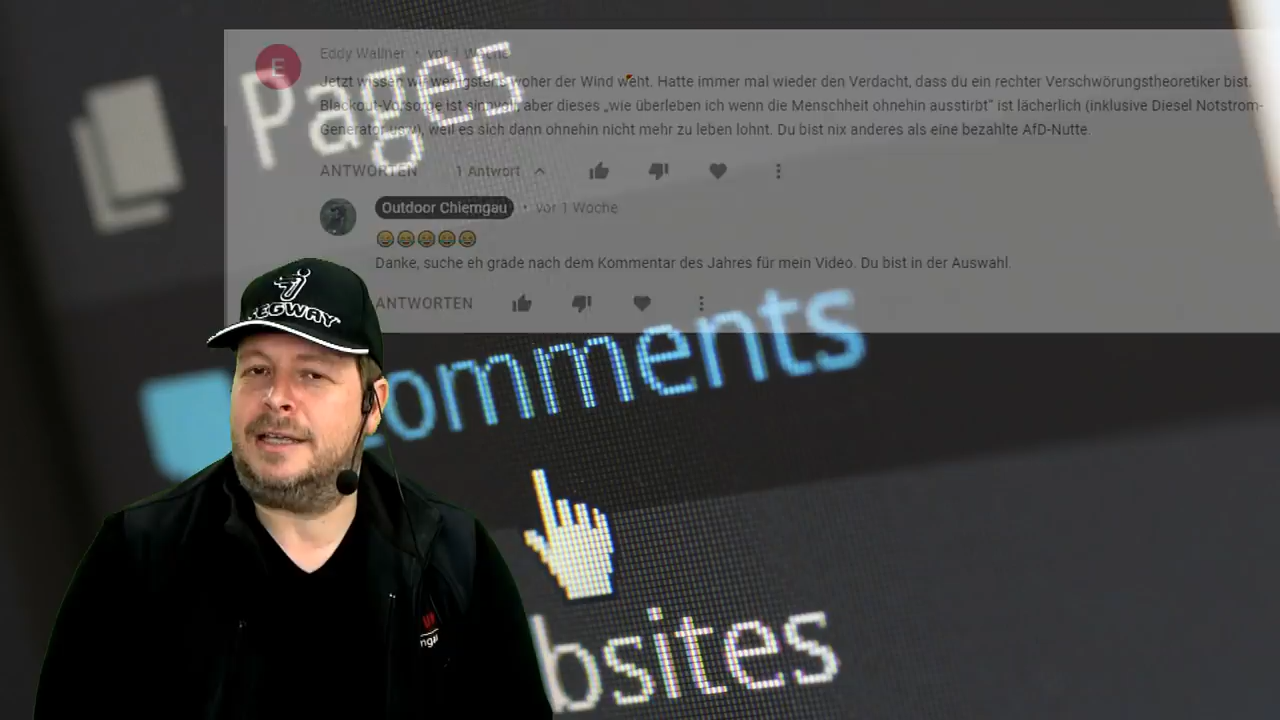 Pages
Eddy Wallner • vor 1 Woche
E
Jetzt wissen wir wenigstens woher der Wind weht. Hatte immer mal wieder den Verdacht, dass du ein rechter Verschwörungstheoretiker bist.
Blackout-Vorsorge ist sinnvoll, aber dieses „wie überleben ich wenn die Menschheit ohnehin ausstirbt" ist lächerlich (inklusive Diesel Notstrom-
Generator usw), weil es sich dann ohnehin nicht mehr zu leben lohnt. Du bist nix anderes als eine bezahlte AfD-Nutte.
ANTWORTEN 1 Antwort
Outdoor Chiemgau • vor 1 Woche
😂😂😂😂😂
Danke, suche eh grade nach dem Kommentar des Jahres für mein Video. Du bist in der Auswahl.
ANTWORTEN
SEGWAY
omments
bsites